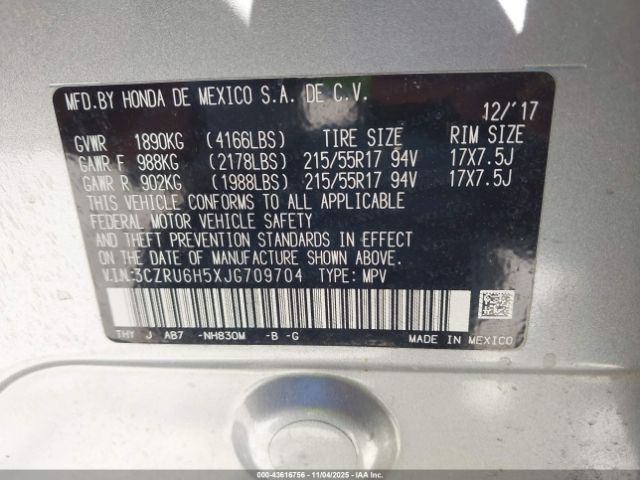 MFD.BY HONDA DE MEXICO S.A. DE C.V.
12/'17
GVWR 1890KG (4166LBS) TIRE SIZE RIM SIZE
GAWR F 988KG (2178LBS) 215/55R17 94V 17X7.5J
GAWR R 902KG (1988LBS) 215/55R17 94V 17X7.5J
THIS VEHICLE CONFORMS TO ALL APPLICABLE
FEDERAL MOTOR VEHICLE SAFETY
AND THEFT PREVENTION STANDARDS IN EFFECT
ON THE DATE OF MANUFACTURE SHOWN ABOVE.
V.I.N.:3CZRU6H5XJG709704 TYPE: MPV
THY J AB7 -NH830M -B -G
MADE IN MEXICO
000-43616756 - 11/04/2025 - IAAI.COM